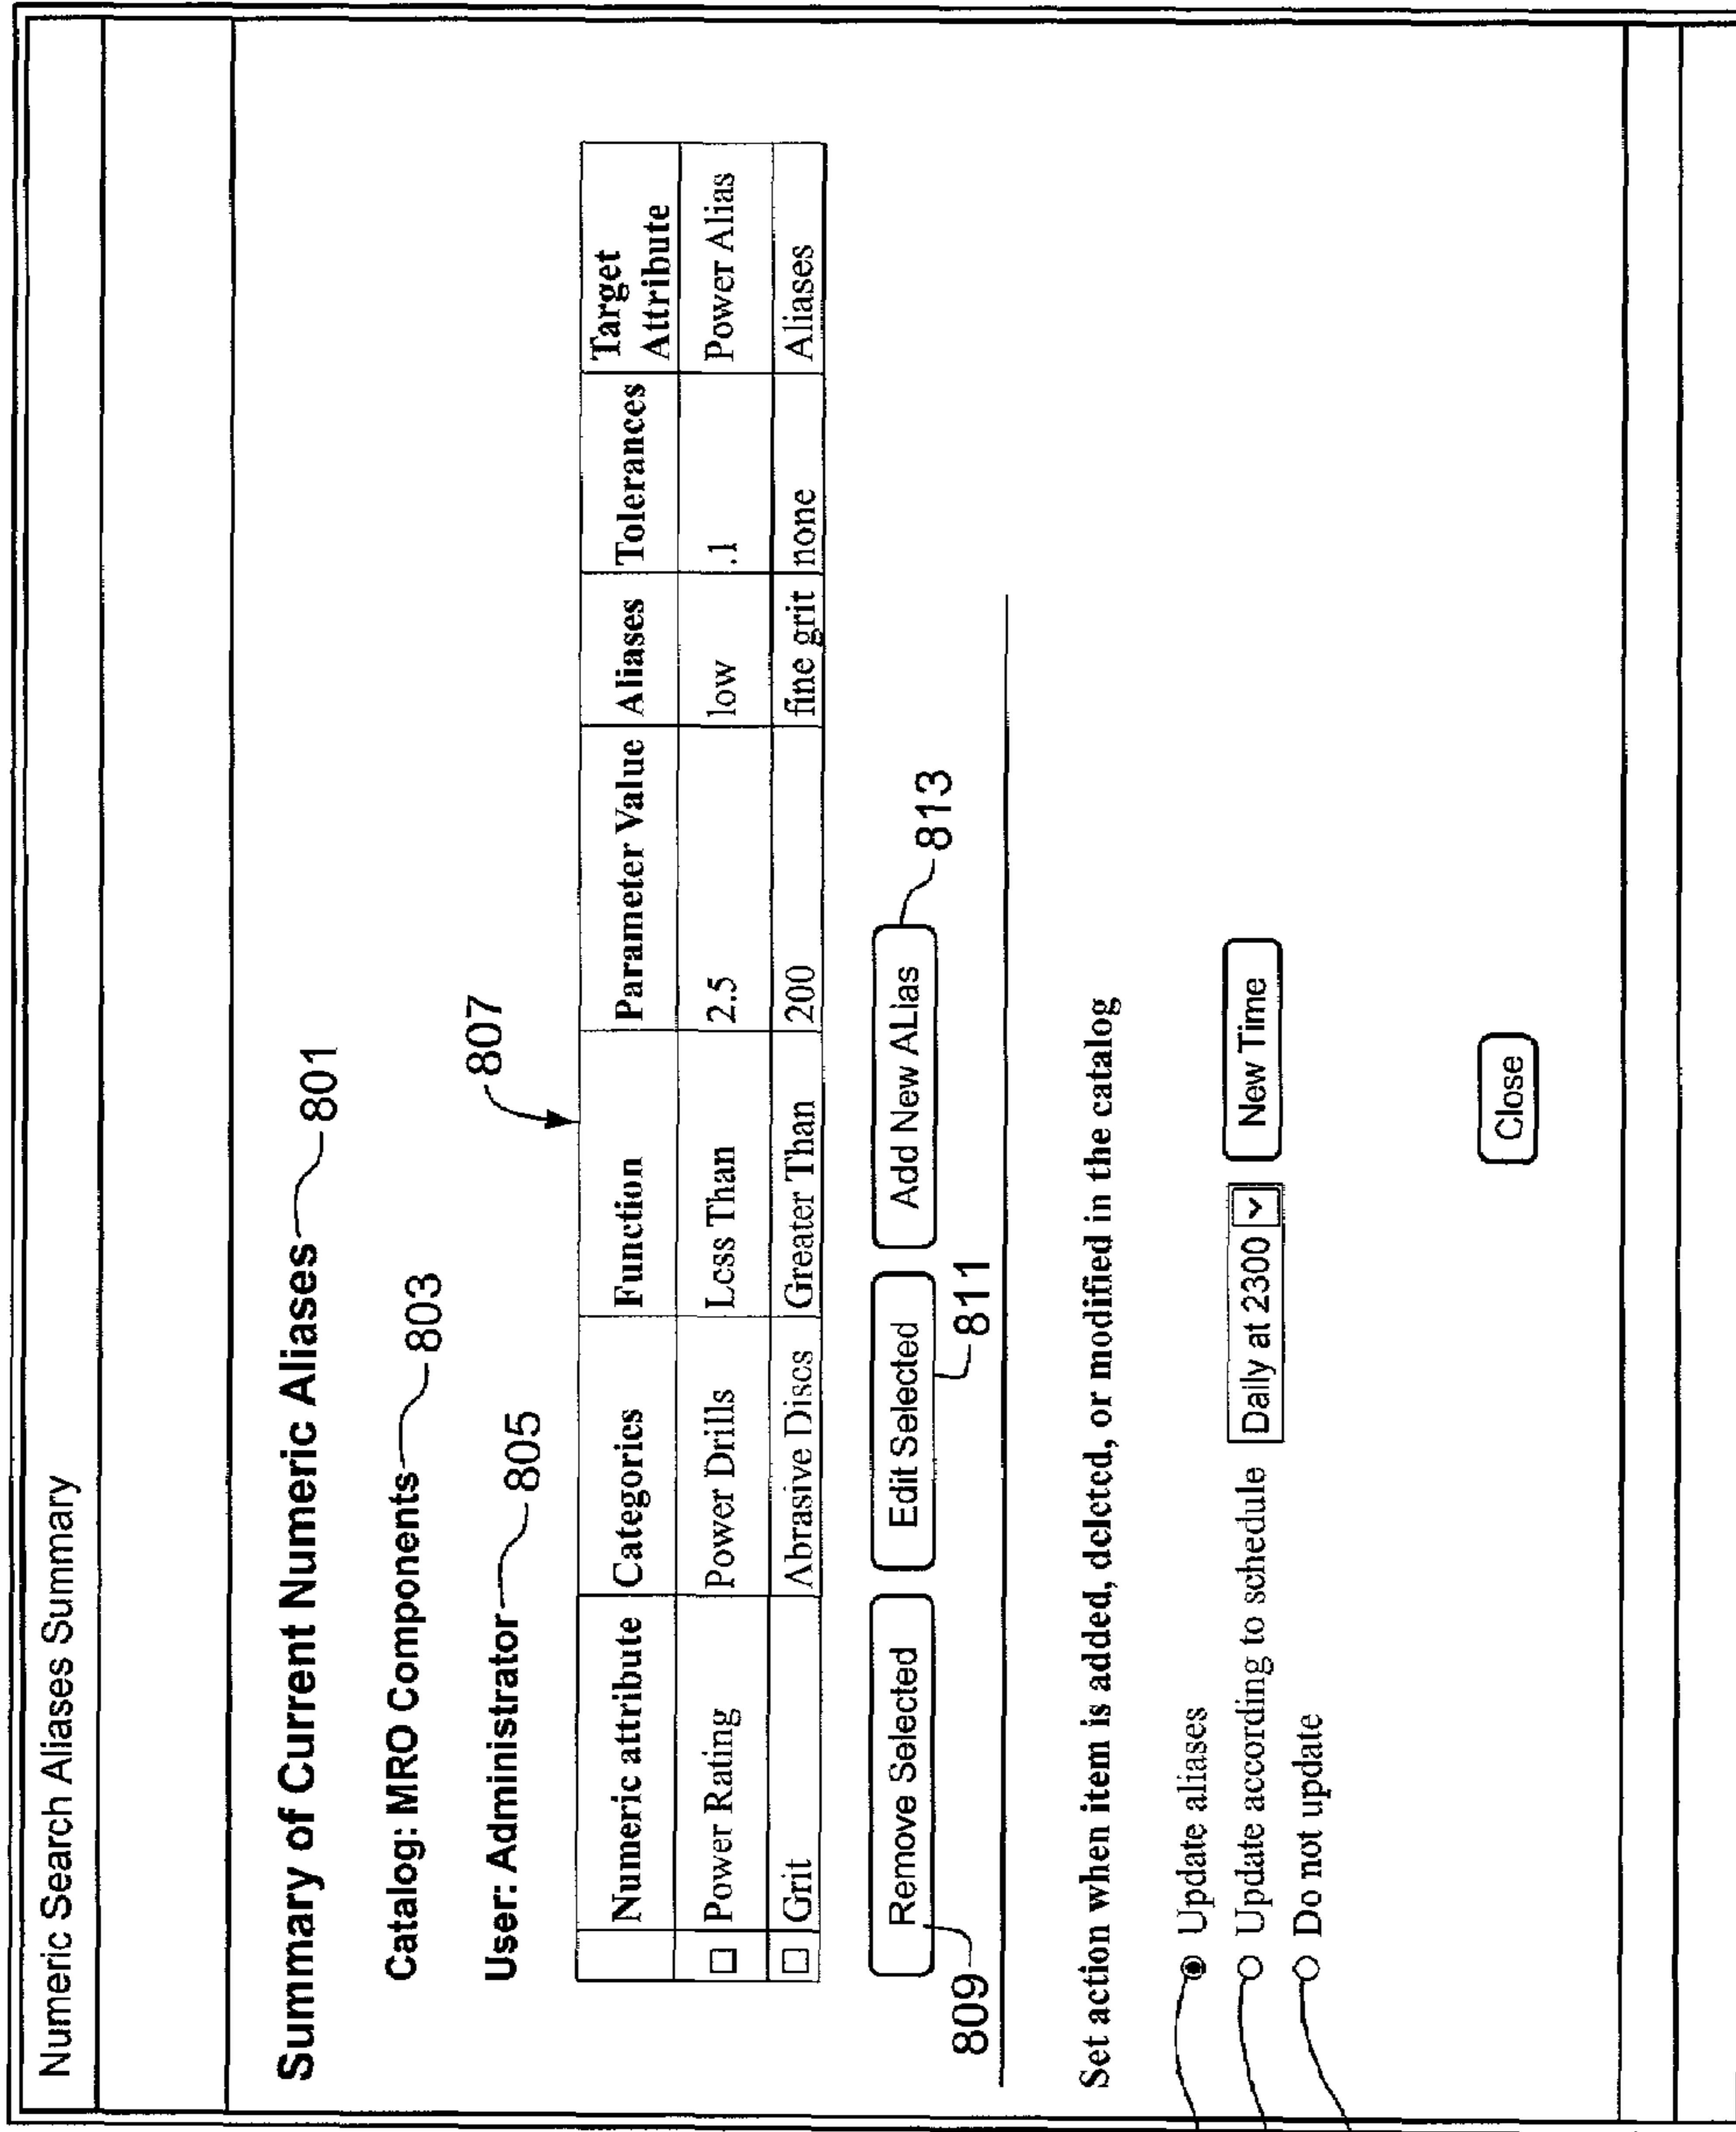 Numeric Search Aliases Summary
Summary of Current Numeric Aliases 801
Catalog: MRO Components 803
User: Administrator 805
807
Numeric attribute Categories Function Parameter Value Aliases Tolerances Target Attribute
Power Rating Power Drills Less Than 2.5 low .1 Power Alias
Grit Abrasive Discs Greater Than 200 fine grit none Aliases
Remove Selected Edit Selected Add New ALias 813
809 811
Set action when item is added, deleted, or modified in the catalog
Update aliases
Update according to schedule Daily at 2300 New Time
Do not update
Close